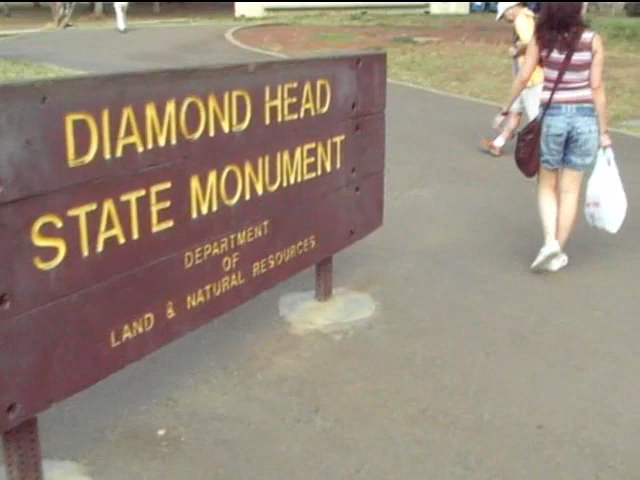 DIAMOND HEAD
STATE MONUMENT
DEPARTMENT
OF
LAND & NATURAL RESOURCES